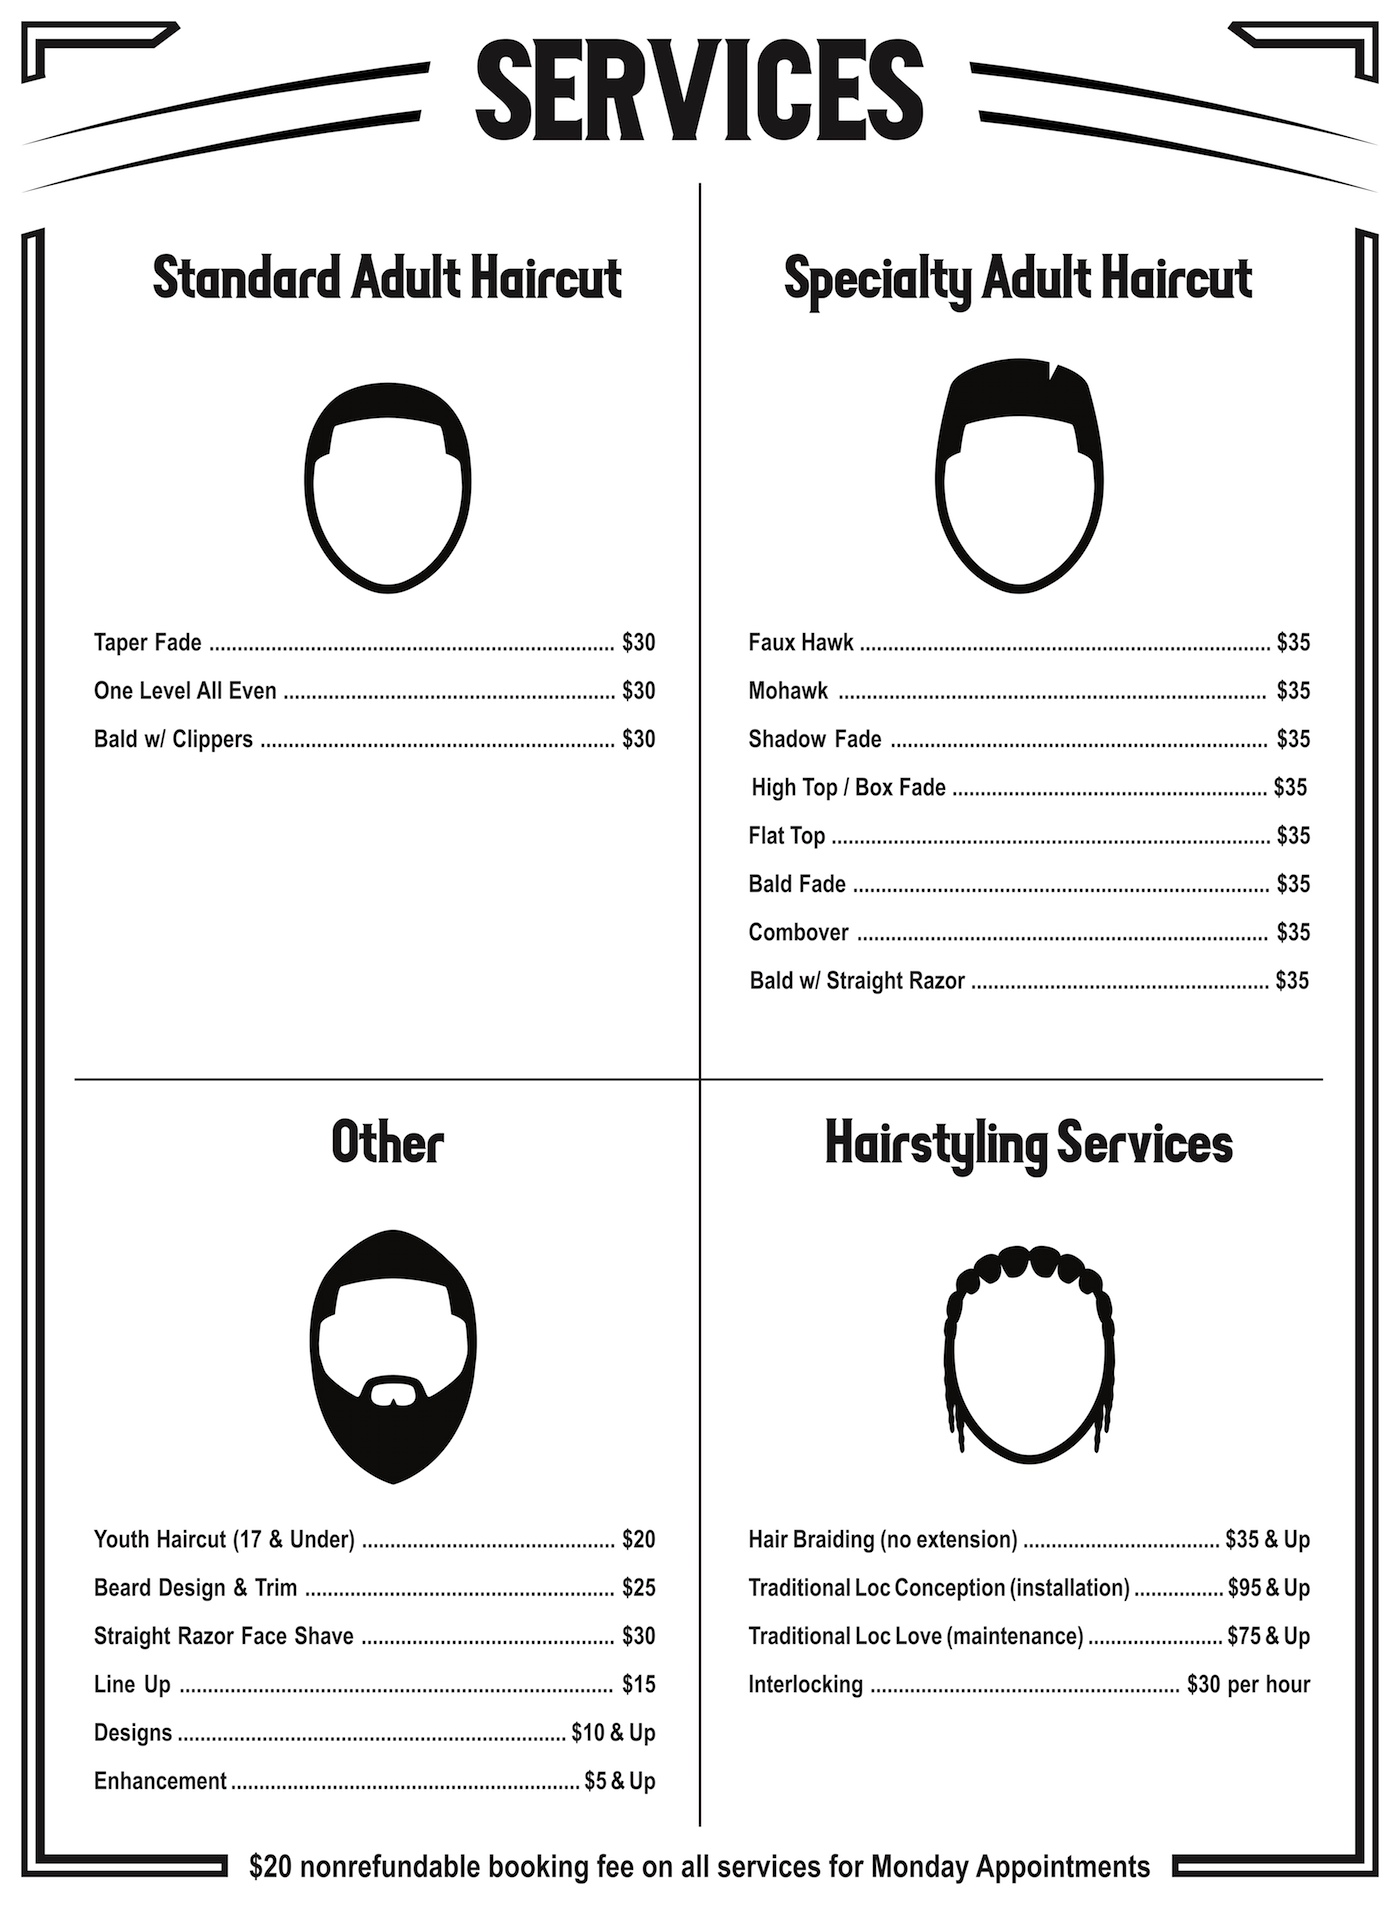 SERVICES
Standard Adult Haircut
Taper Fade ........................................................................ $30
One Level All Even ........................................................... $30
Bald w/ Clippers ............................................................... $30
Specialty Adult Haircut
Faux Hawk ......................................................................... $35
Mohawk ............................................................................ $35
Shadow Fade ................................................................... $35
High Top / Box Fade ........................................................ $35
Flat Top .............................................................................. $35
Bald Fade .......................................................................... $35
Combover ......................................................................... $35
Bald w/ Straight Razor ..................................................... $35
Other
Youth Haircut (17 & Under) ............................................. $20
Beard Design & Trim ....................................................... $25
Straight Razor Face Shave ............................................. $30
Line Up ............................................................................. $15
Designs ..................................................................... $10 & Up
Enhancement .............................................................. $5 & Up
Hairstyling Services
Hair Braiding (no extension) ................................... $35 & Up
Traditional Loc Conception (installation) ................ $95 & Up
Traditional Loc Love (maintenance) ........................ $75 & Up
Interlocking ....................................................... $30 per hour
$20 nonrefundable booking fee on all services for Monday Appointments